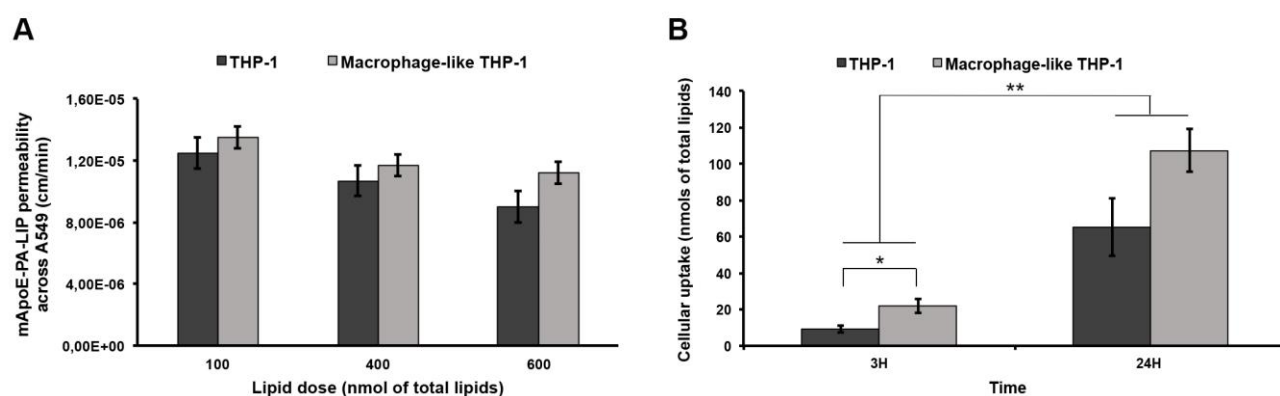 A
THP-1 Macrophage-like THP-1
mApoE-PA-LIP permeability
across A549 (cm/min)
1,60E-05
1,20E-05
8,00E-06
4,00E-06
0,00E+00
100 400 600
Lipid dose (nmol of total lipids)
B
THP-1 Macrophage-like THP-1
Cellular uptake (nmols of total lipids)
140
120
100
80
60
40
20
0
**
*
3H 24H
Time